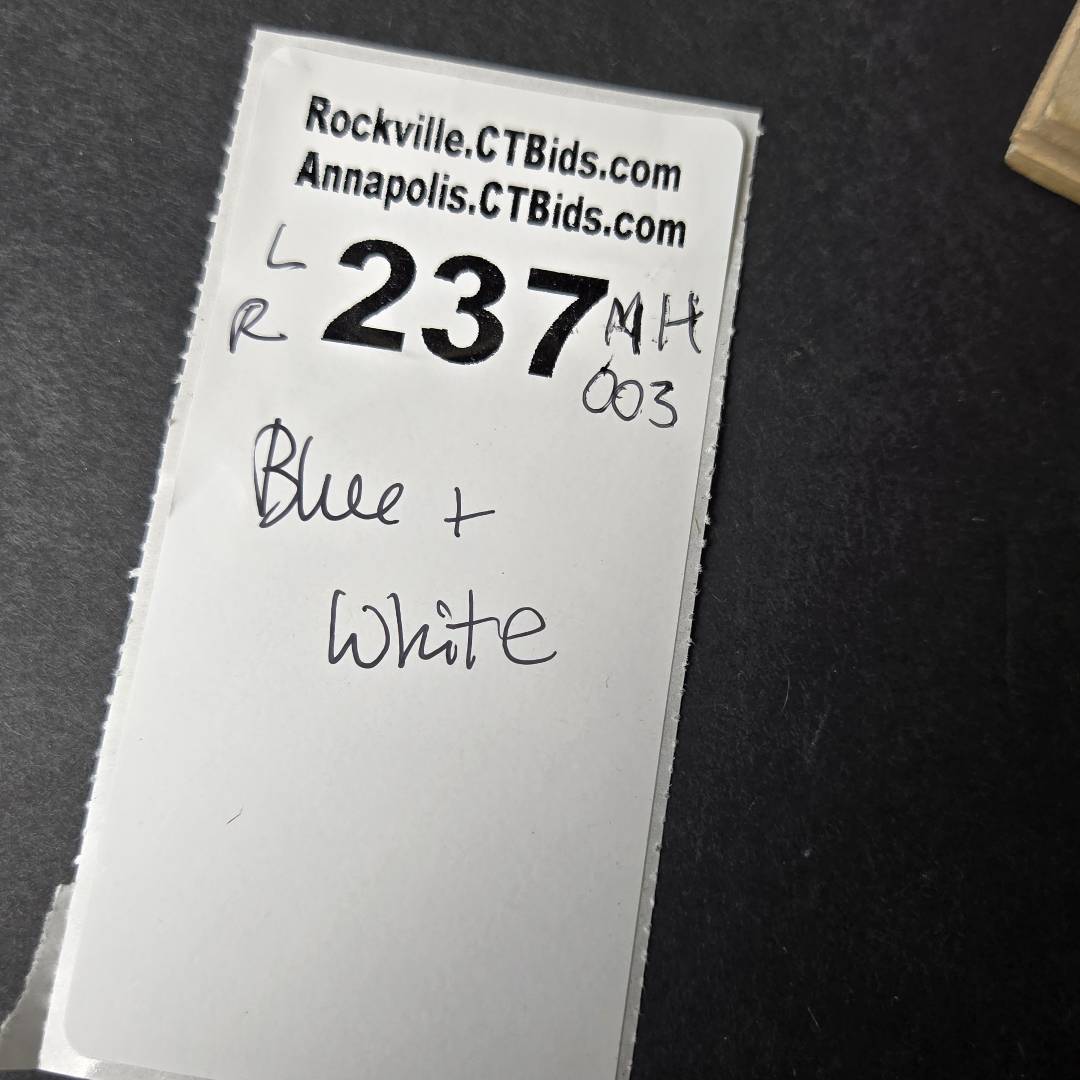 Rockville.CTBids.com
Annapolis.CTBids.com
L
R
237
MH
003
Blue +
White